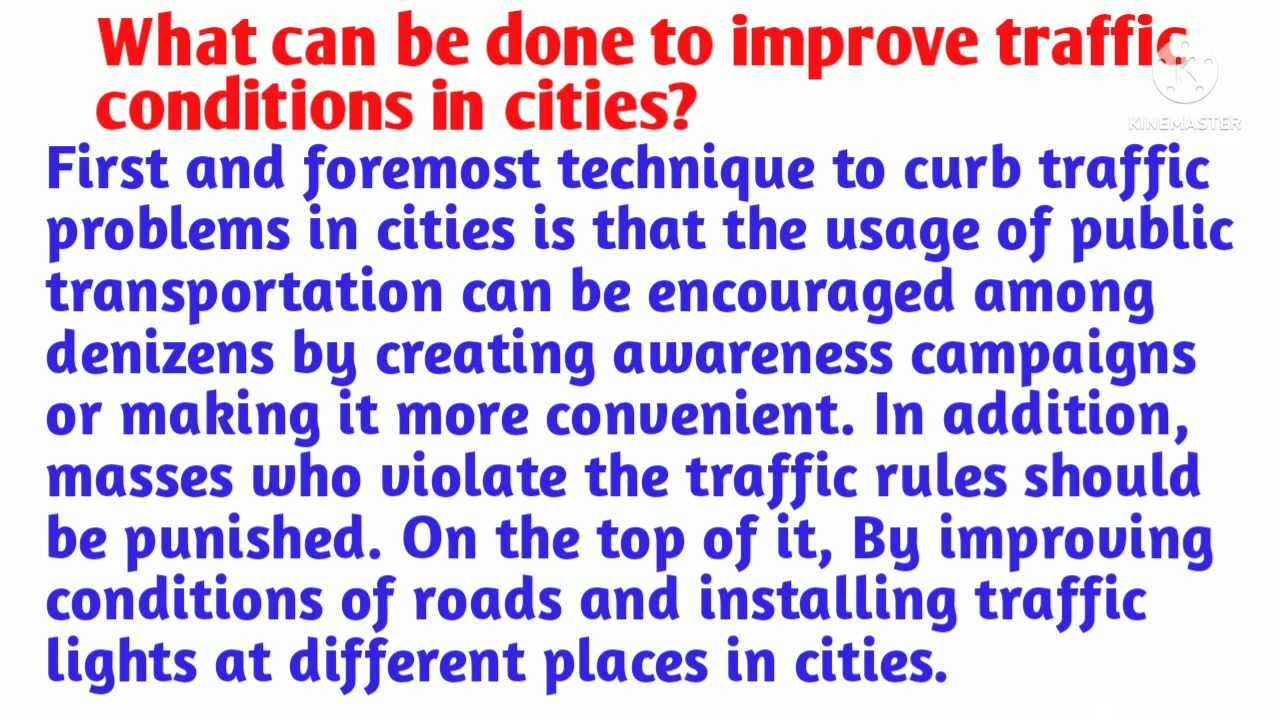 What can be done to improve traffic
conditions in cities?
KINEMASTER
First and foremost technique to curb traffic
problems in cities is that the usage of public
transportation can be encouraged among
denizens by creating awareness campaigns
or making it more convenient. In addition,
masses who violate the traffic rules should
be punished. On the top of it, By improving
conditions of roads and installing traffic
lights at different places in cities.